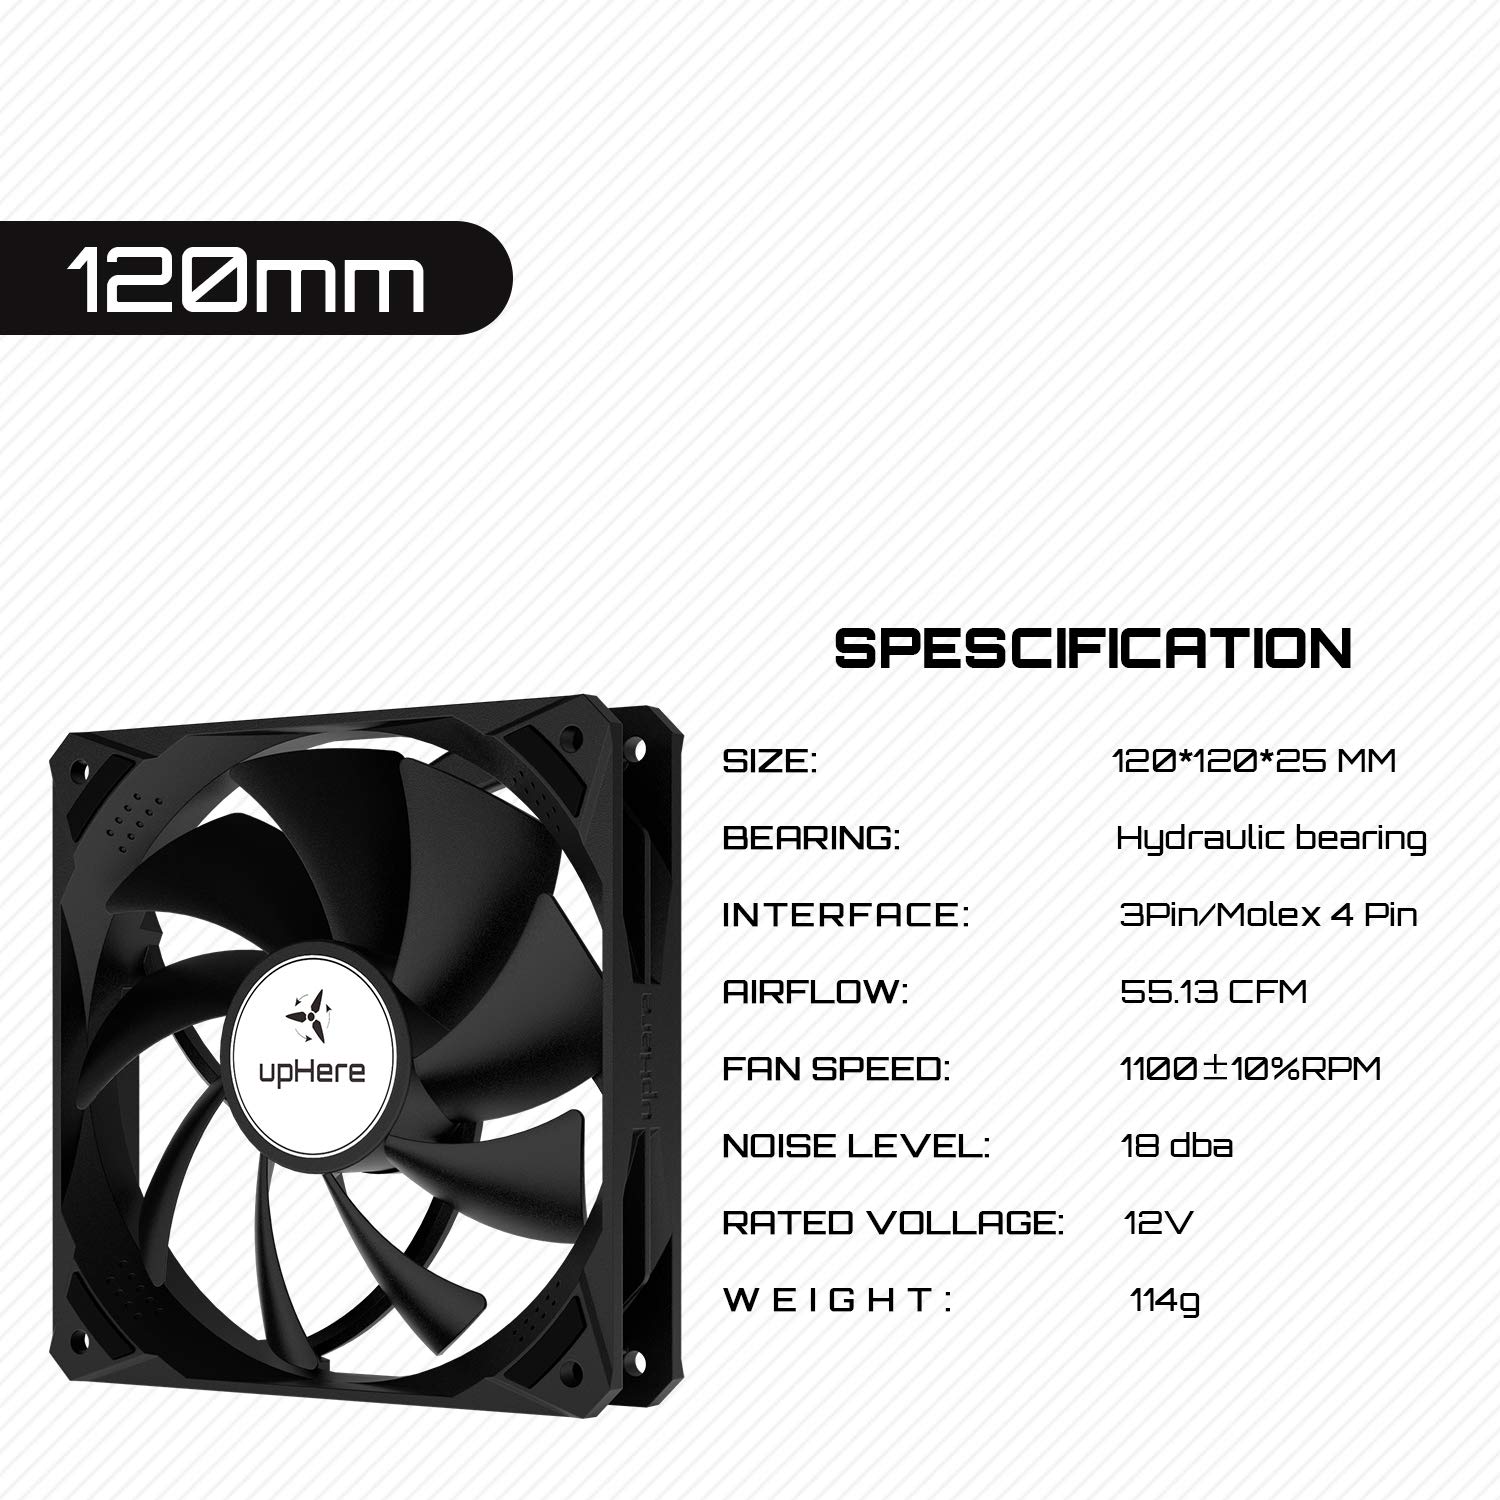 120mm
SPESCIFICATION
SIZE: 120*120*25 MM
BEARING: Hydraulic bearing
INTERFACE: 3Pin/Molex 4 Pin
AIRFLOW: 55.13 CFM
FAN SPEED: 1100±10%RPM
NOISE LEVEL: 18 dba
RATED VOLLAGE: 12V
WEIGHT: 114g
upHere
upHere